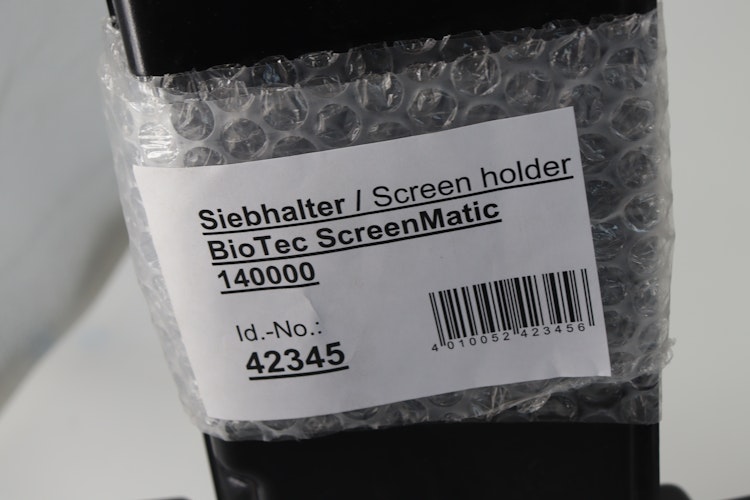 Siebhalter / Screen holder
BioTec ScreenMatic
140000
Id.-No.:
42345
4 010052 423456